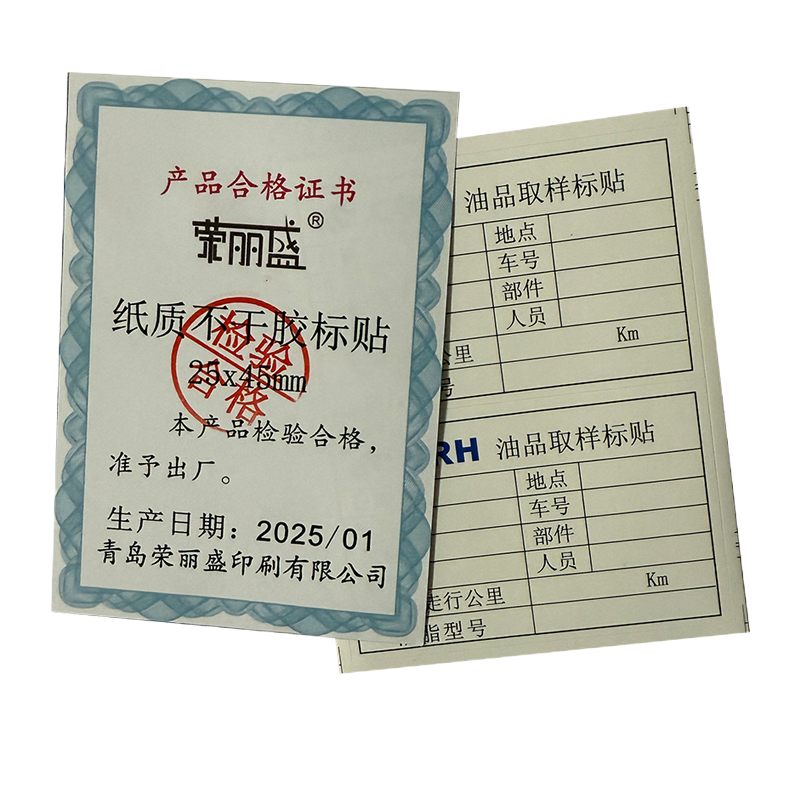 产品合格证书
荣丽盛®
纸质不干胶标贴
25x45mm
检验
合格
本产品检验合格，
准予出厂。
生产日期：2025/01
青岛荣丽盛印刷有限公司
油品取样标贴
地点
车号
部件
人员
公里
Km
号
RH 油品取样标贴
地点
车号
部件
人员
走行公里
Km
脂型号